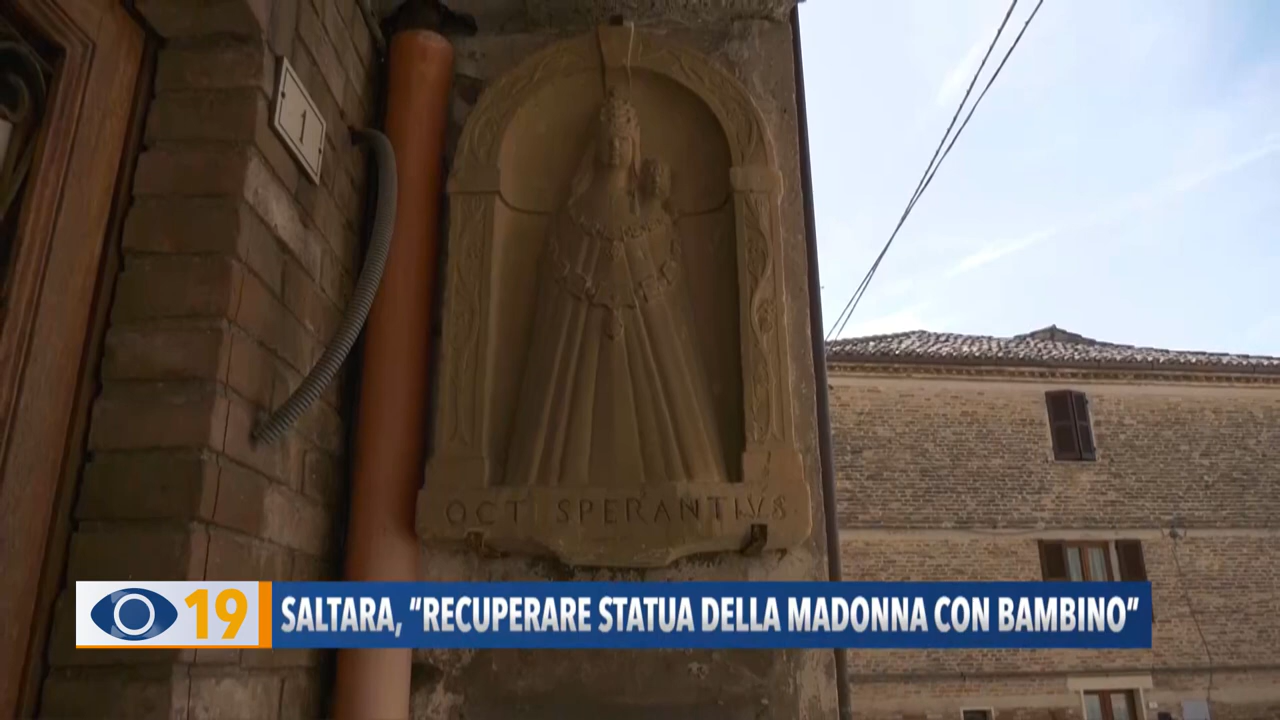 1
OCT SPERANTIVS
19
SALTARA, “RECUPERARE STATUA DELLA MADONNA CON BAMBINO”